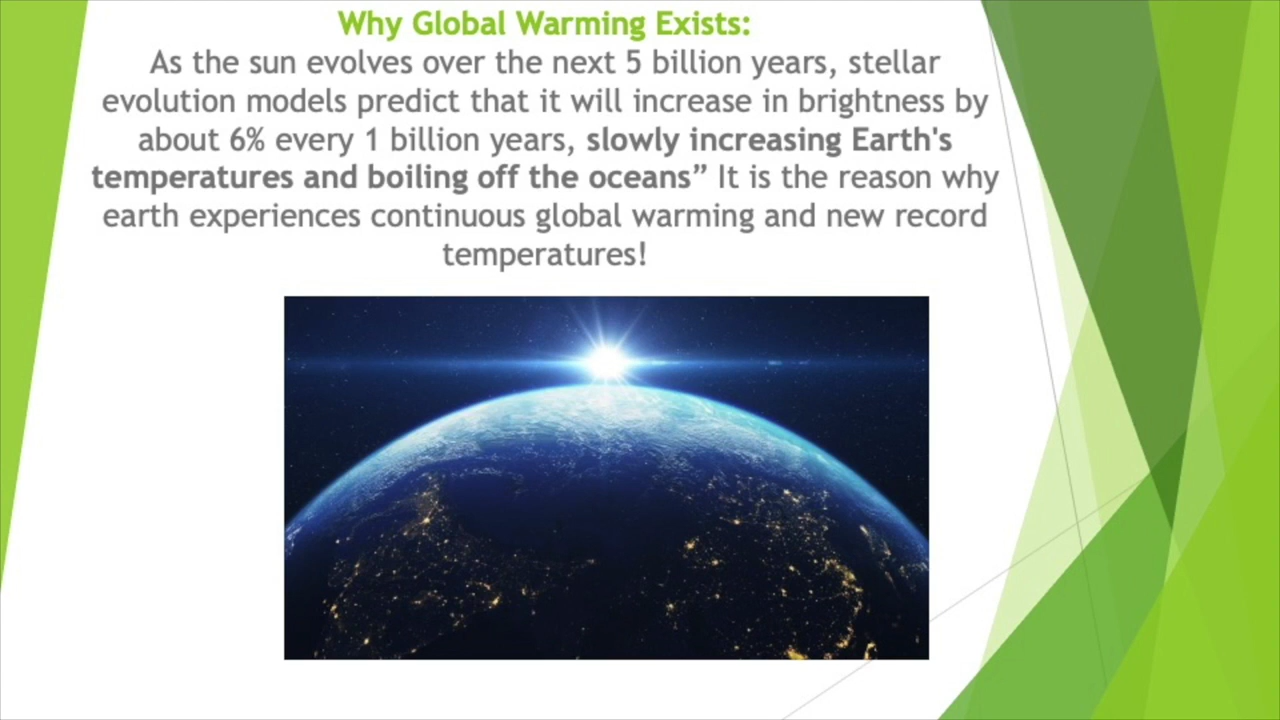 Why Global Warming Exists:
As the sun evolves over the next 5 billion years, stellar
evolution models predict that it will increase in brightness by
about 6% every 1 billion years, slowly increasing Earth's
temperatures and boiling off the oceans” It is the reason why
earth experiences continuous global warming and new record
temperatures!